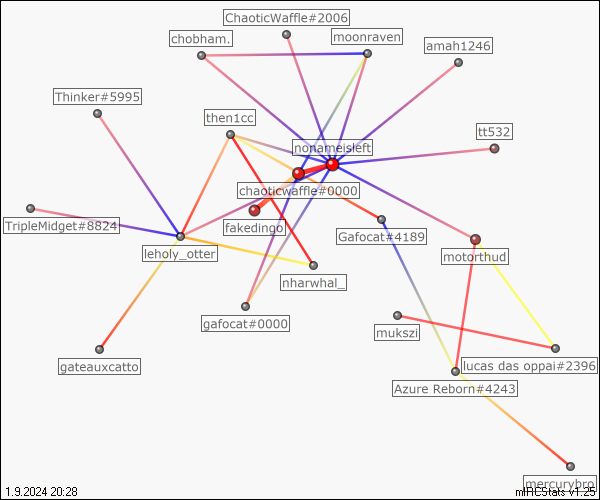 ChaoticWaffle#2006
chobham.
moonraven
amah1246
Thinker#5995
then1cc
tt532
nonameisleft
chaoticwaffle#0000
TripleMidget#8824
fakedingo
Gafocat#4189
leholy_otter
motorthud
nharwhal_
gafocat#0000
mukszi
gateauxcatto
lucas das oppai#2396
Azure Reborn#4243
mercurybro
1.9.2024 20:28
mIRCStats v1.25